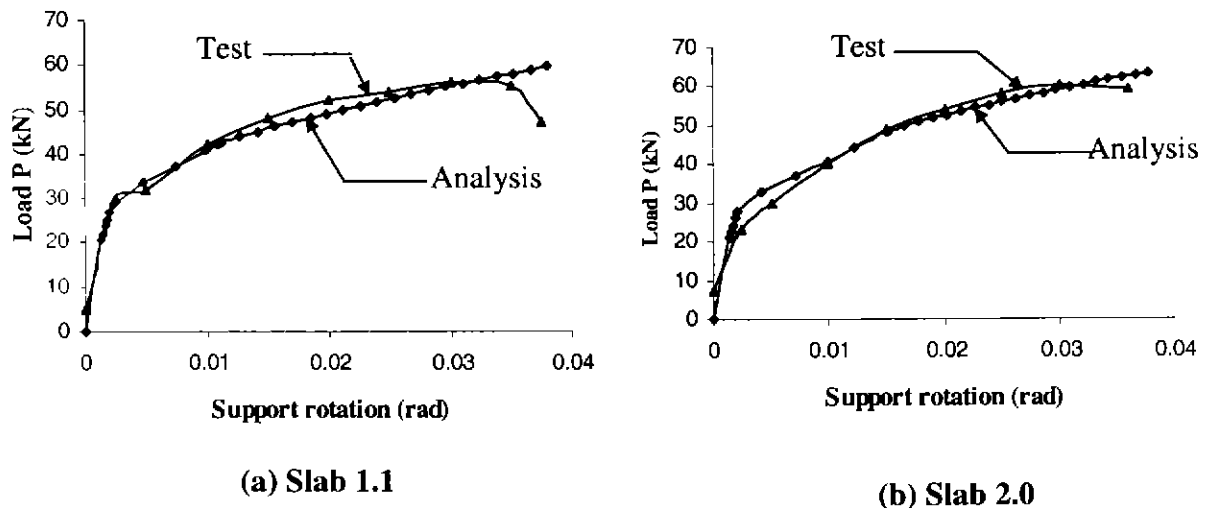 70
60
50
40
30
20
10
0
Load P (kN)
Test
Analysis
0
0.01
0.02
0.03
0.04
Support rotation (rad)
(a) Slab 1.1
70
60
50
40
30
20
10
0
Load P (kN)
Test
Analysis
0
0.01
0.02
0.03
0.04
Support rotation (rad)
(b) Slab 2.0